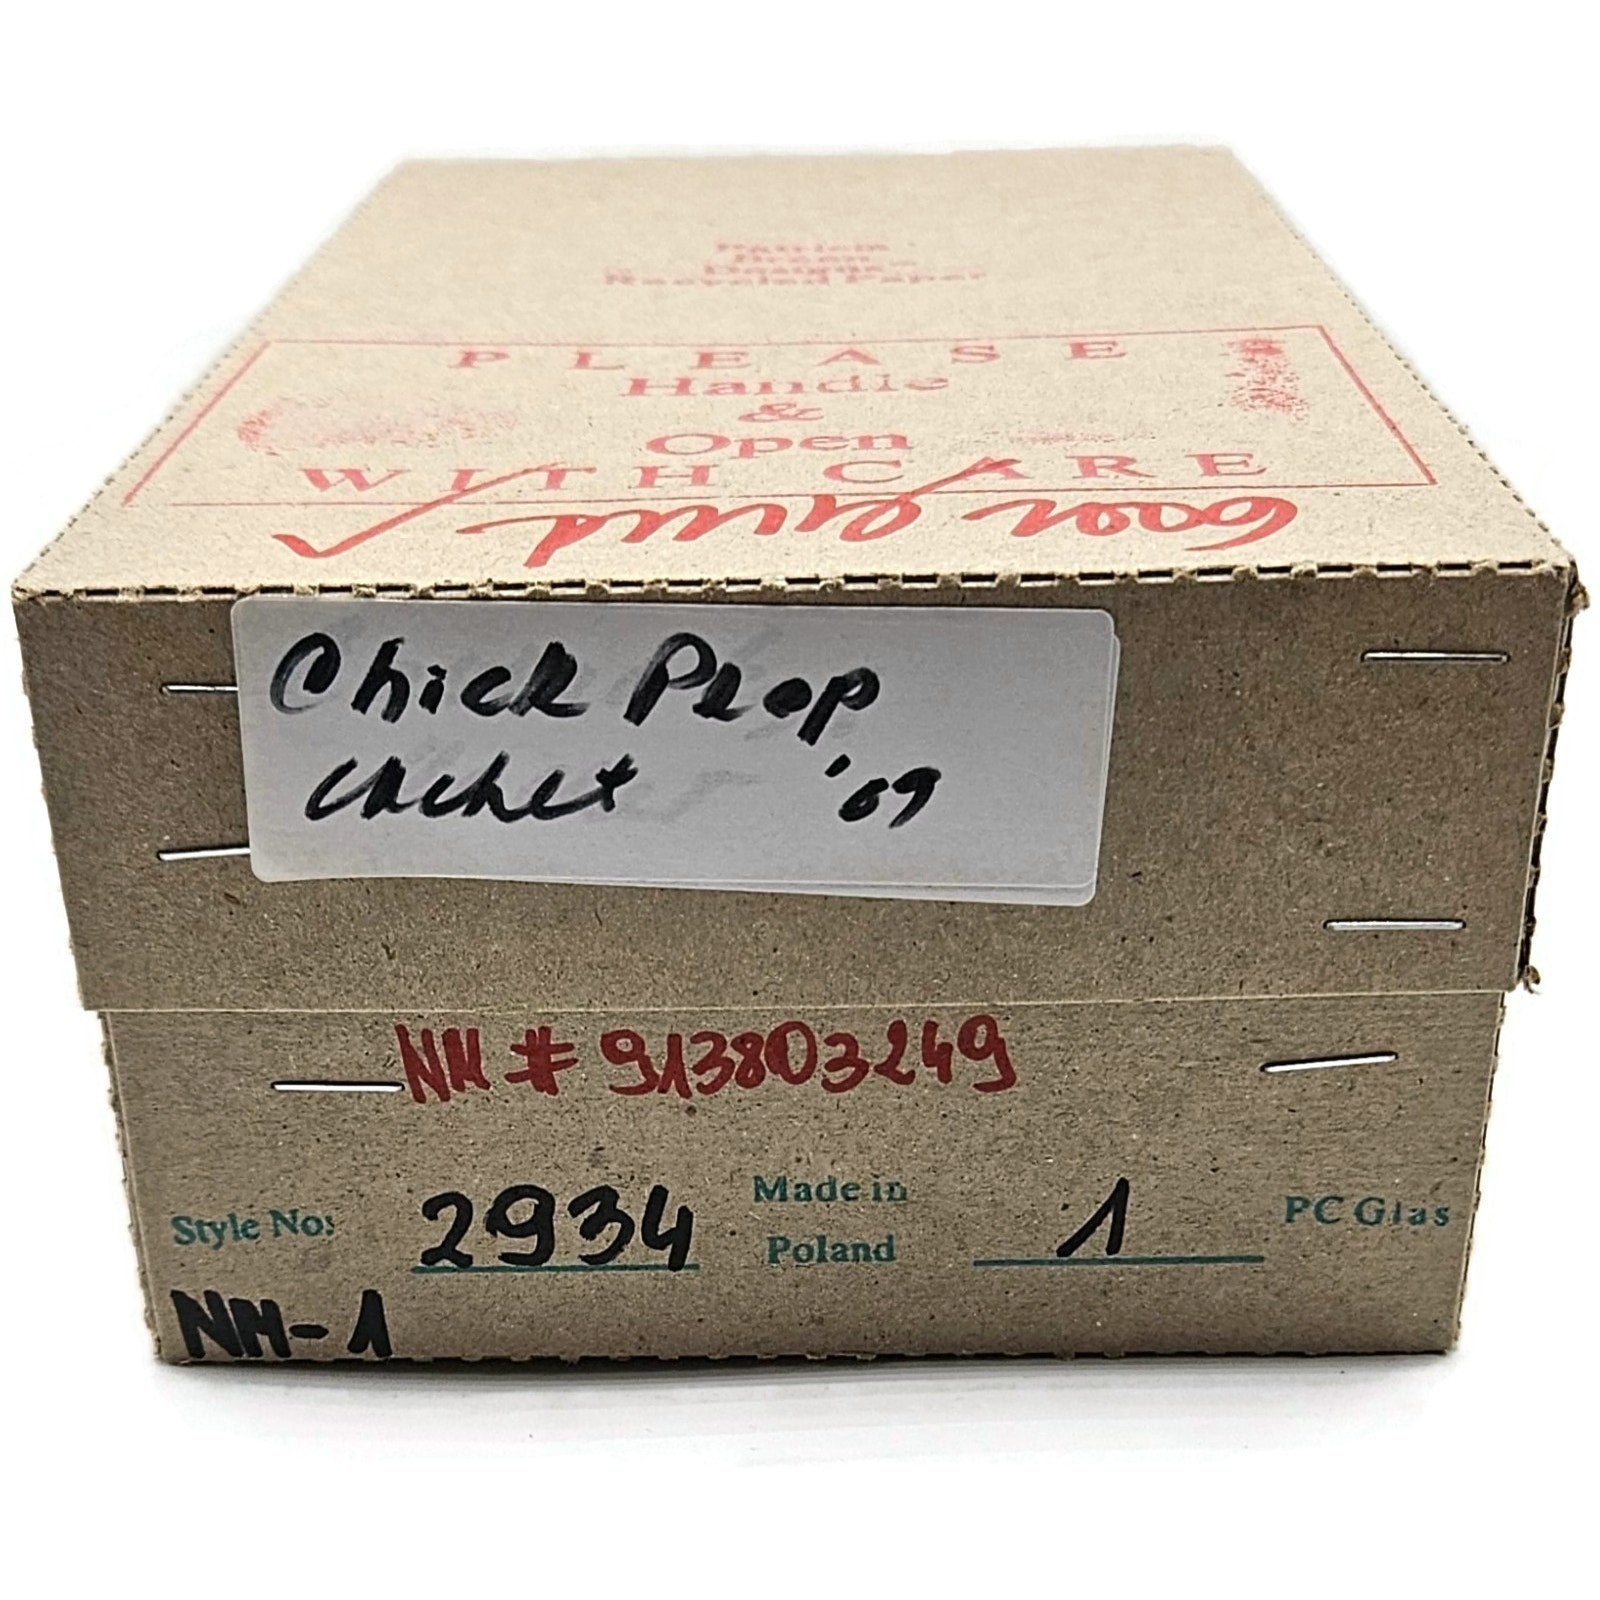 Patricia
Breen
Designs
Recycled Paper
PLEASE
Handle
&
Open
WITH CARE
Chick Prop
cachet '09
NM # 913803249
Style No: 2934 Made in Poland 1 PC Glas
NM-1